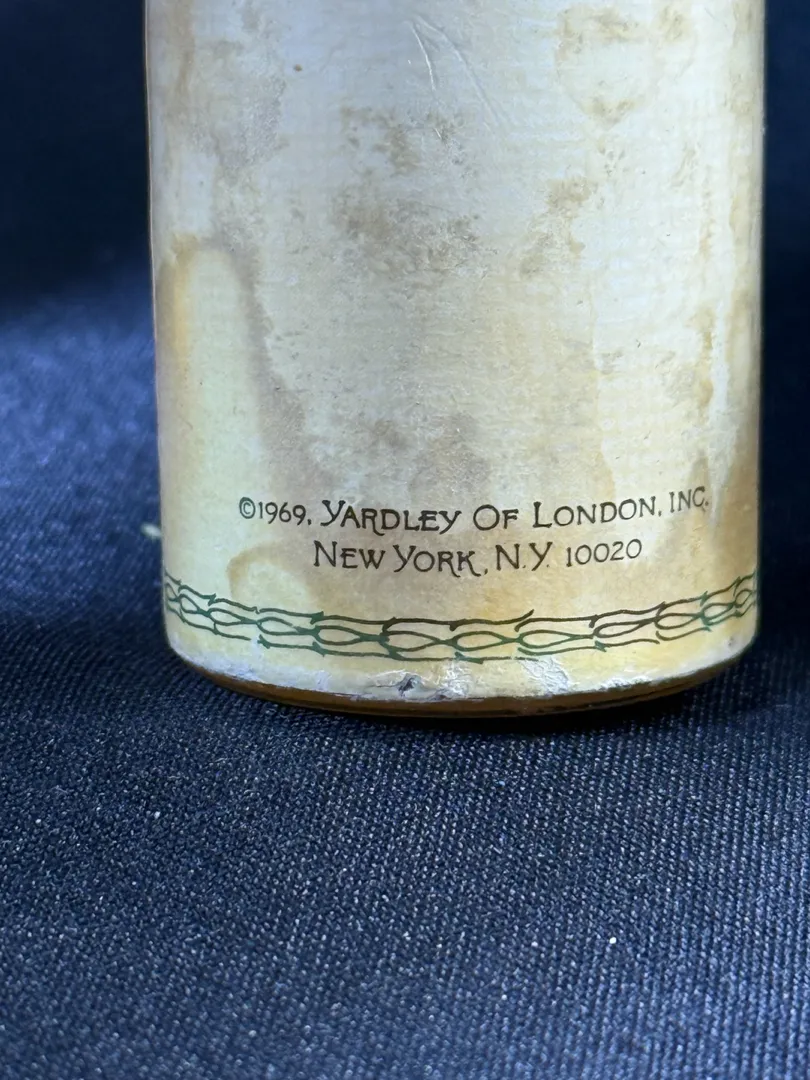 ©1969, YARDLEY OF LONDON, INC.
NEW YORK, N.Y. 10020